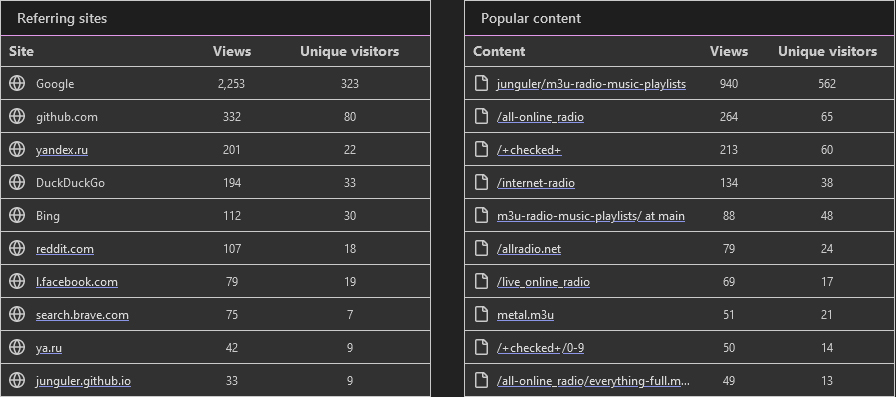 Referring sites
Site Views Unique visitors
Google 2,253 323
github.com 332 80
yandex.ru 201 22
DuckDuckGo 194 33
Bing 112 30
reddit.com 107 18
l.facebook.com 79 19
search.brave.com 75 7
ya.ru 42 9
junguler.github.io 33 9
Popular content
Content Views Unique visitors
junguler/m3u-radio-music-playlists 940 562
/all-online_radio 264 65
/+checked+ 213 60
/internet-radio 134 38
m3u-radio-music-playlists/ at main 88 48
/allradio.net 79 24
/live_online_radio 69 17
metal.m3u 51 21
/+checked+/0-9 50 14
/all-online_radio/everything-full.m... 49 13